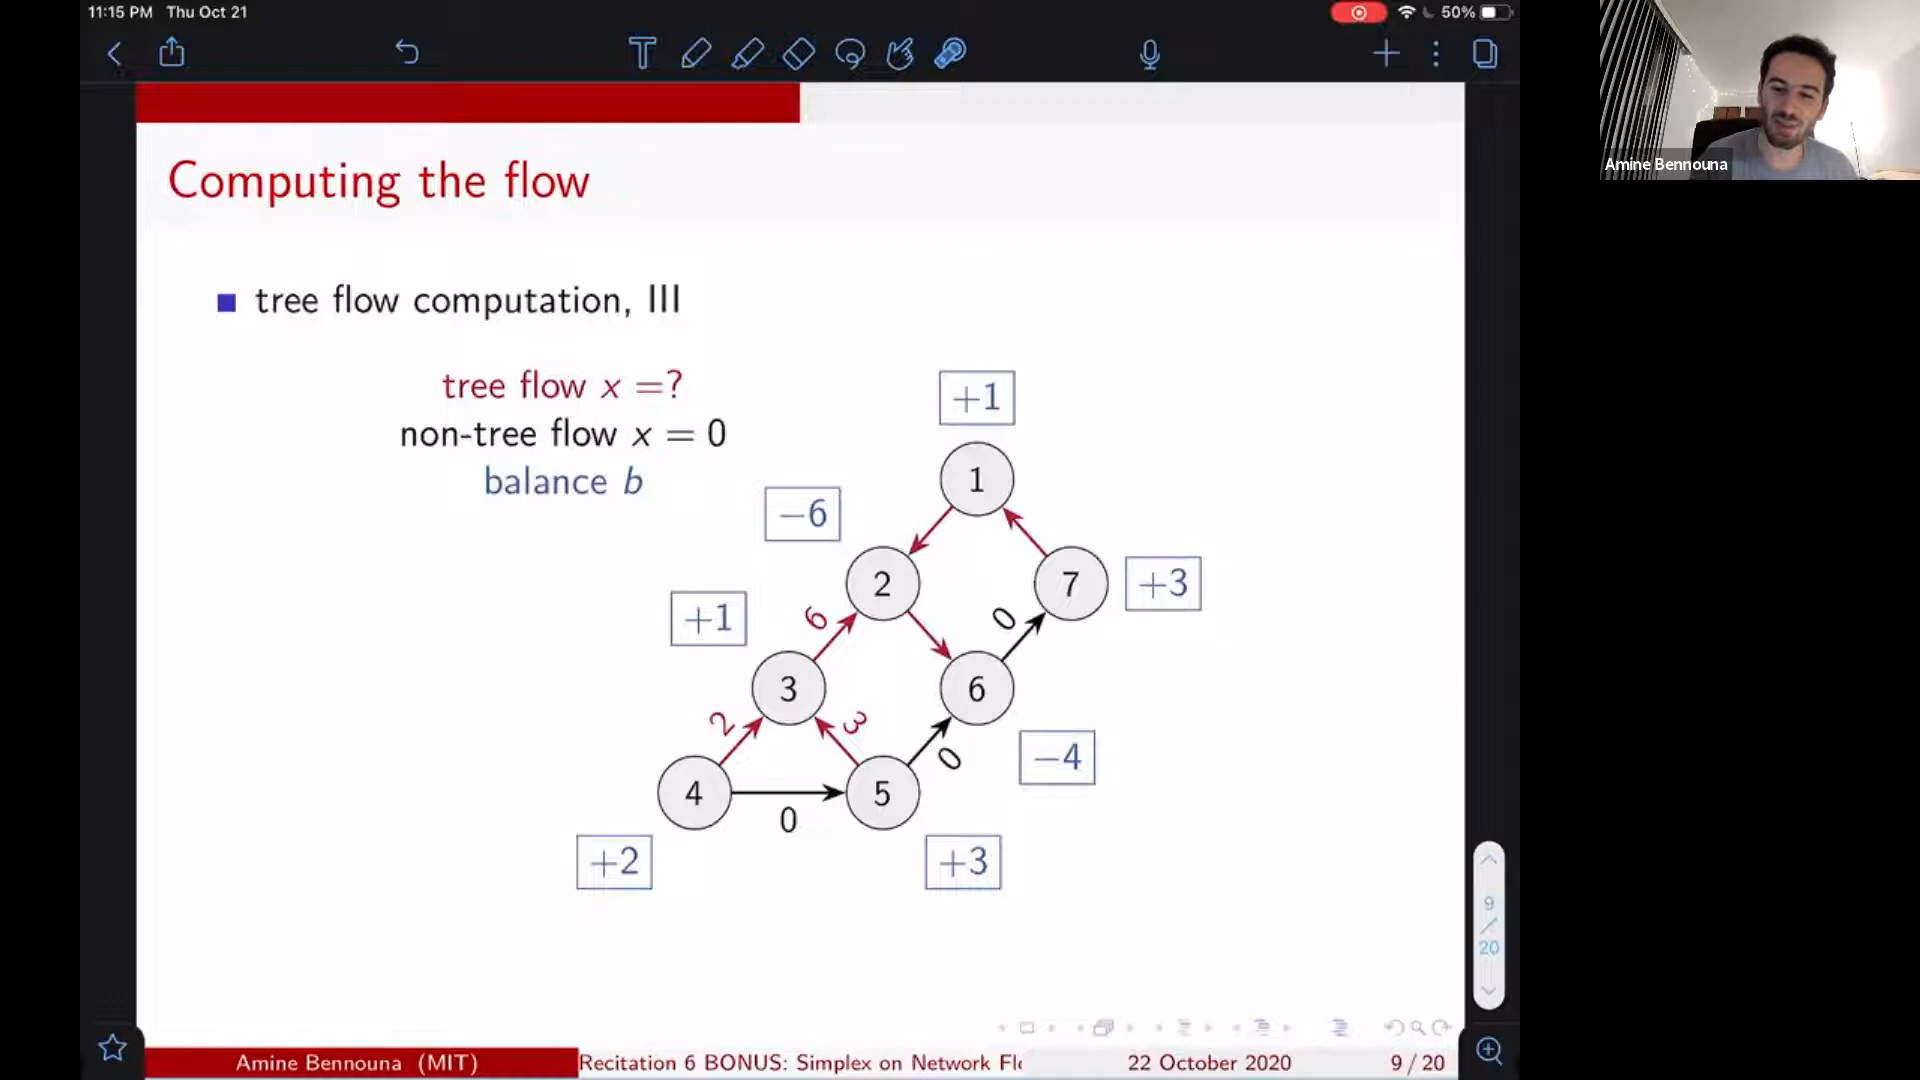 11:15 PM Thu Oct 21
50%
Amine Bennouna
Computing the flow
tree flow computation, III
tree flow x =?
non-tree flow x = 0
balance b
+1
1
−6
2
7
+3
+1
6
0
3
6
2
3
0
−4
4
5
0
+2
+3
9
/
20
Amine Bennouna (MIT)
Recitation 6 BONUS: Simplex on Network Flo
22 October 2020
9 / 20